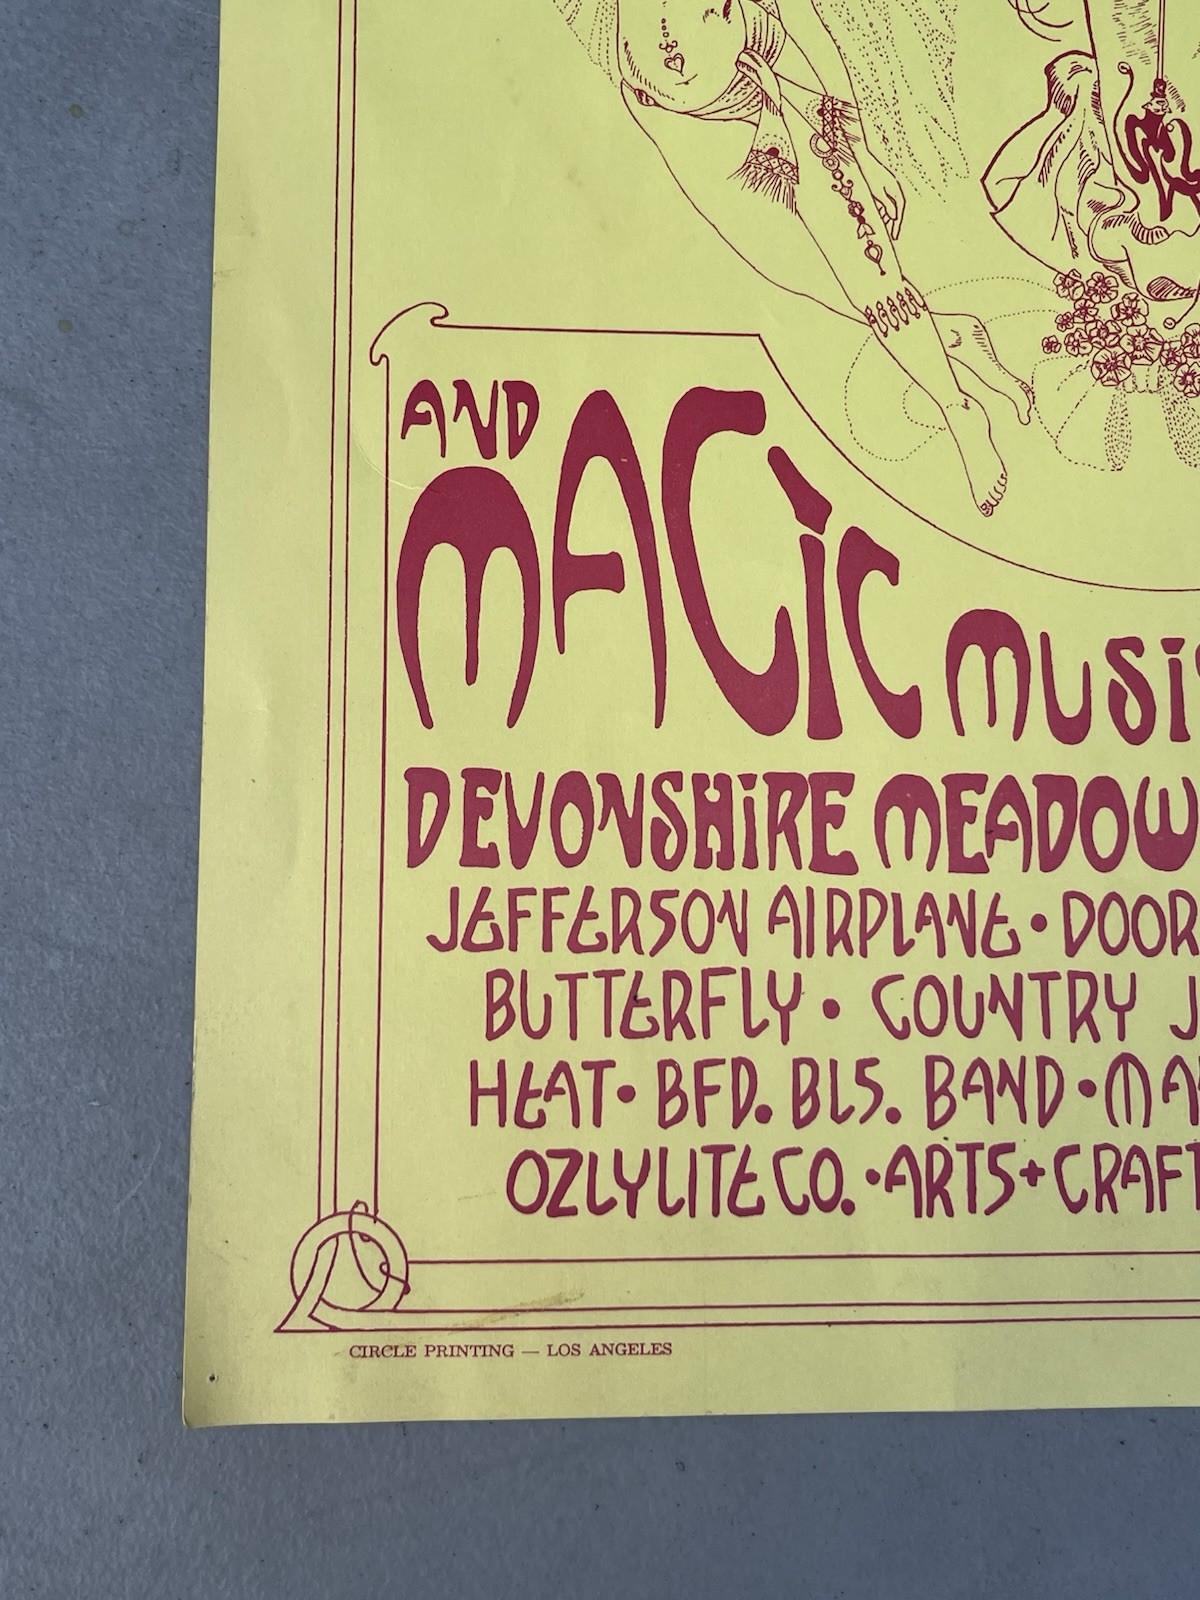 AND
MAGiC MUSi
DEVONSHiRE MEADOW
JEFFERSON AIRPLANE • DOOR
BUTTERFLY • COUNTRY J
HEAT • BFD. BLS. BAND • MA
OZLYLITE CO. • ARTS + CRAFT
CIRCLE PRINTING — LOS ANGELES